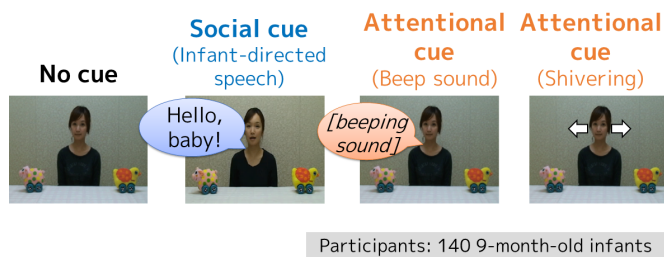 No cue
Social cue
(Infant-directed
speech)
Attentional
cue
(Beep sound)
Attentional
cue
(Shivering)
Hello,
baby!
[beeping
sound]
Participants: 140 9-month-old infants